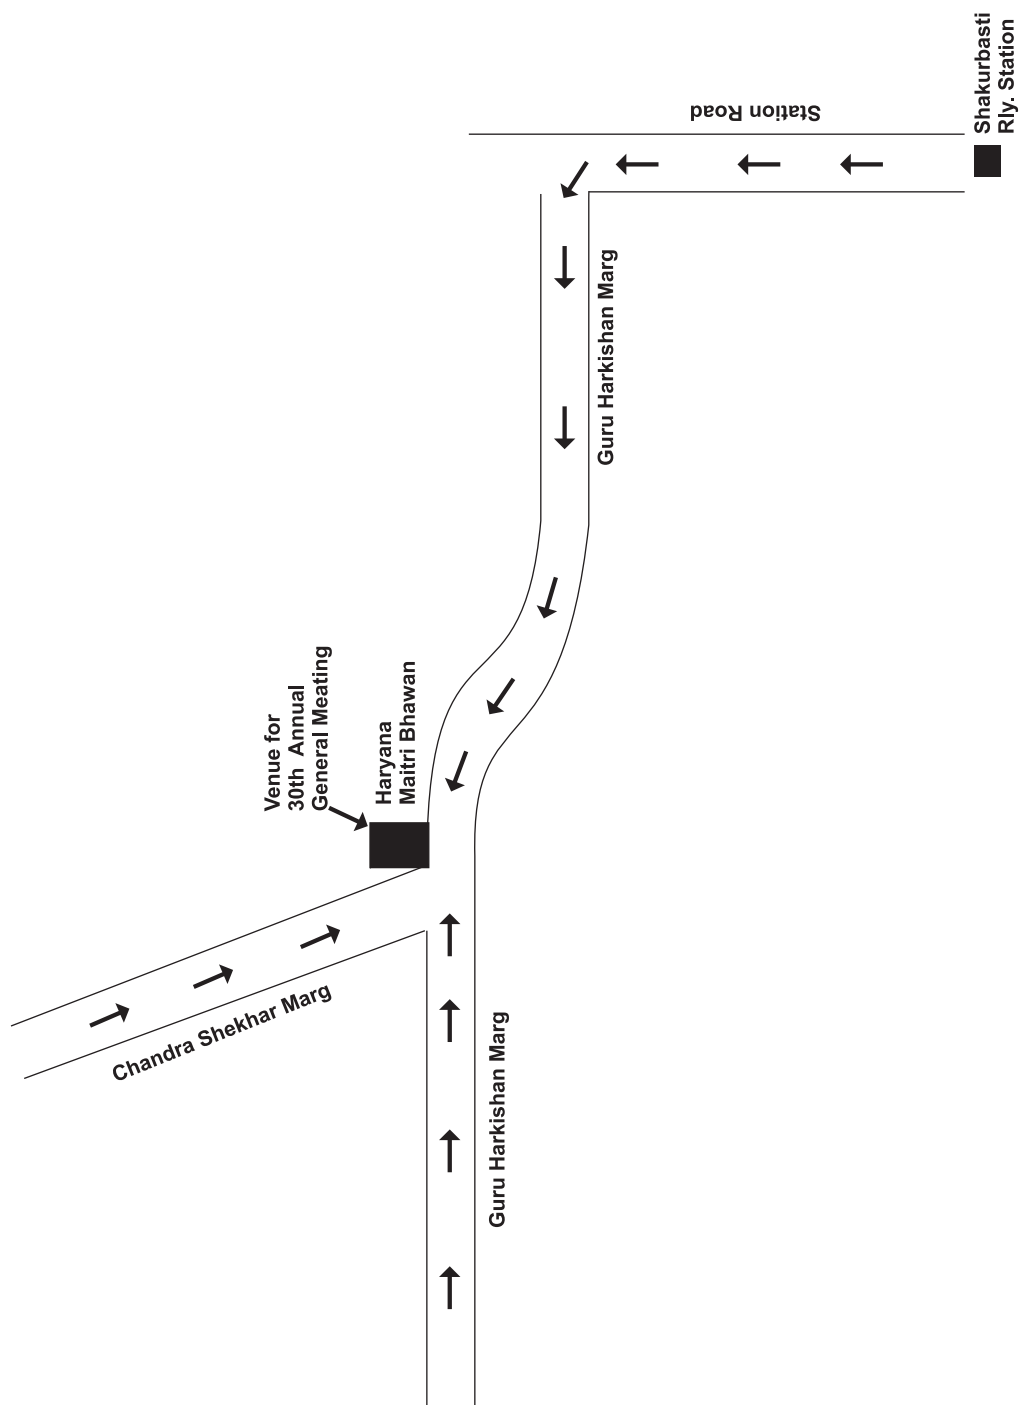 Shakurbasti
Rly. Station
Station Road
Guru Harkishan Marg
Venue for
30th Annual
General Meating
Haryana
Maitri Bhawan
Chandra Shekhar Marg
Guru Harkishan Marg